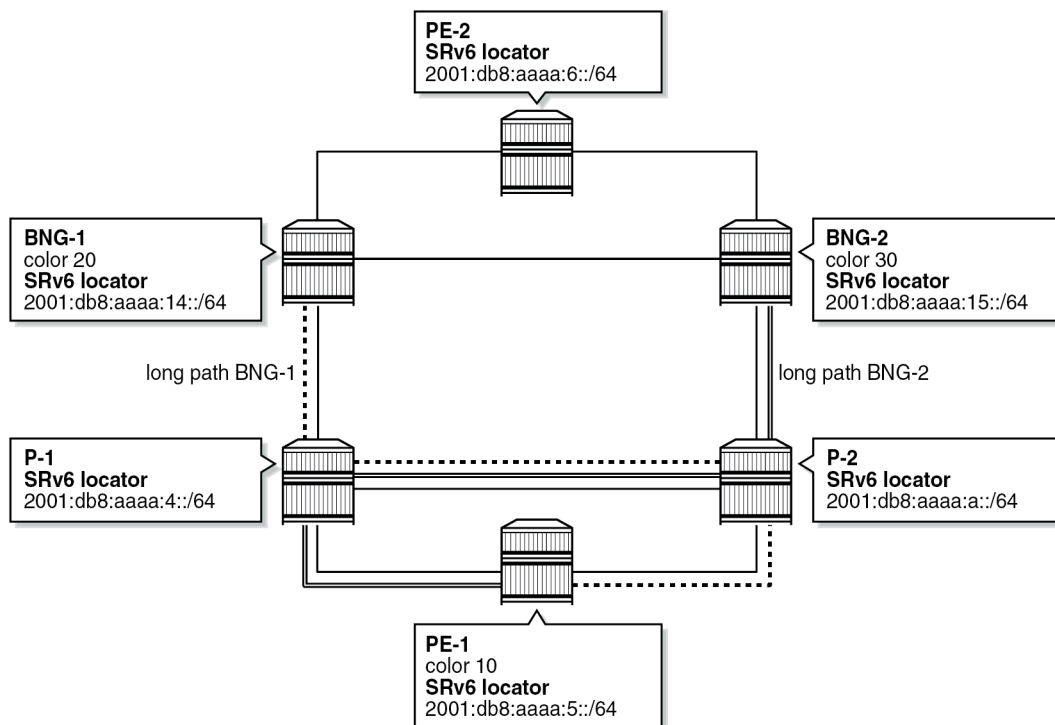 PE-2
SRv6 locator
2001:db8:aaaa:6::/64
BNG-1
color 20
SRv6 locator
2001:db8:aaaa:14::/64
BNG-2
color 30
SRv6 locator
2001:db8:aaaa:15::/64
long path BNG-1
long path BNG-2
P-1
SRv6 locator
2001:db8:aaaa:4::/64
P-2
SRv6 locator
2001:db8:aaaa:a::/64
PE-1
color 10
SRv6 locator
2001:db8:aaaa:5::/64